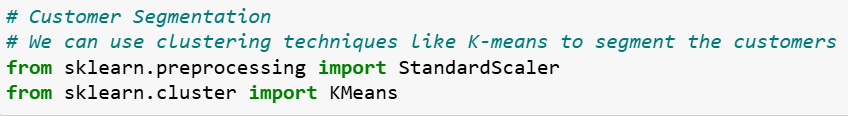 # Customer Segmentation
# We can use clustering techniques like K-means to segment the customers
from sklearn.preprocessing import StandardScaler
from sklearn.cluster import KMeans